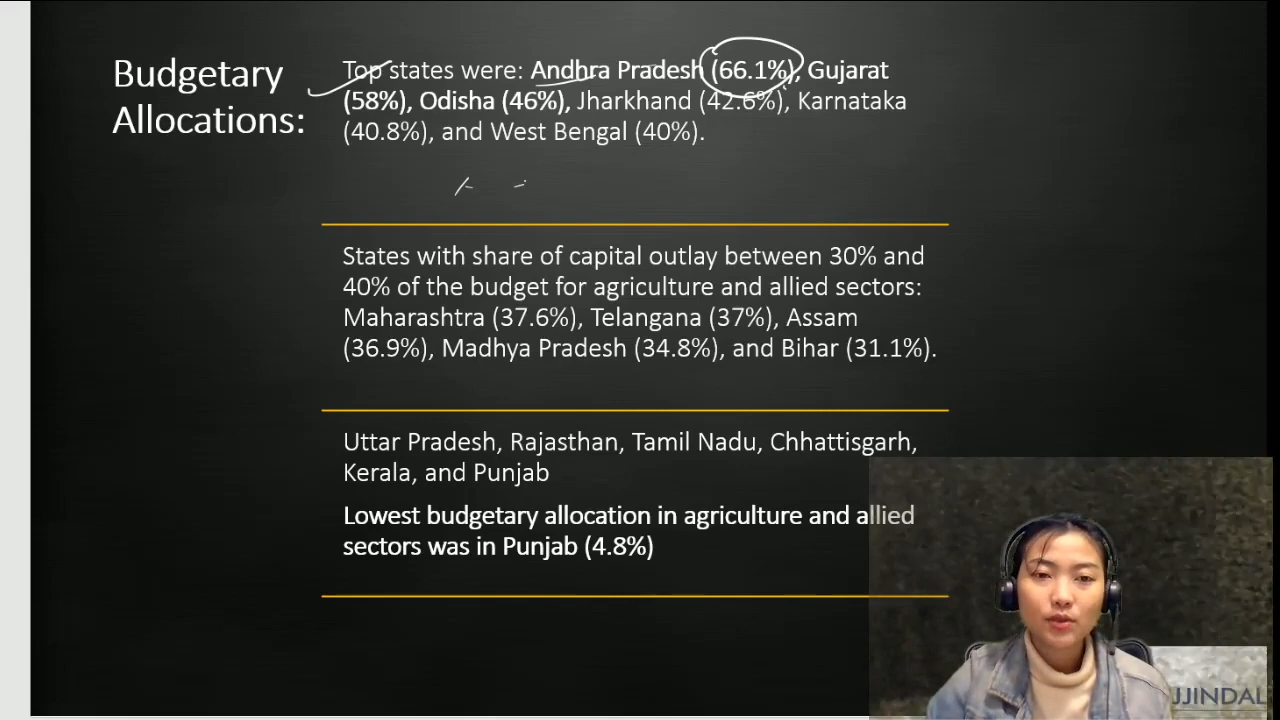 Budgetary
Allocations:
Top states were: Andhra Pradesh (66.1%), Gujarat
(58%), Odisha (46%), Jharkhand (42.6%), Karnataka
(40.8%), and West Bengal (40%).
States with share of capital outlay between 30% and
40% of the budget for agriculture and allied sectors:
Maharashtra (37.6%), Telangana (37%), Assam
(36.9%), Madhya Pradesh (34.8%), and Bihar (31.1%).
Uttar Pradesh, Rajasthan, Tamil Nadu, Chhattisgarh,
Kerala, and Punjab
Lowest budgetary allocation in agriculture and allied
sectors was in Punjab (4.8%)
JJINDAL